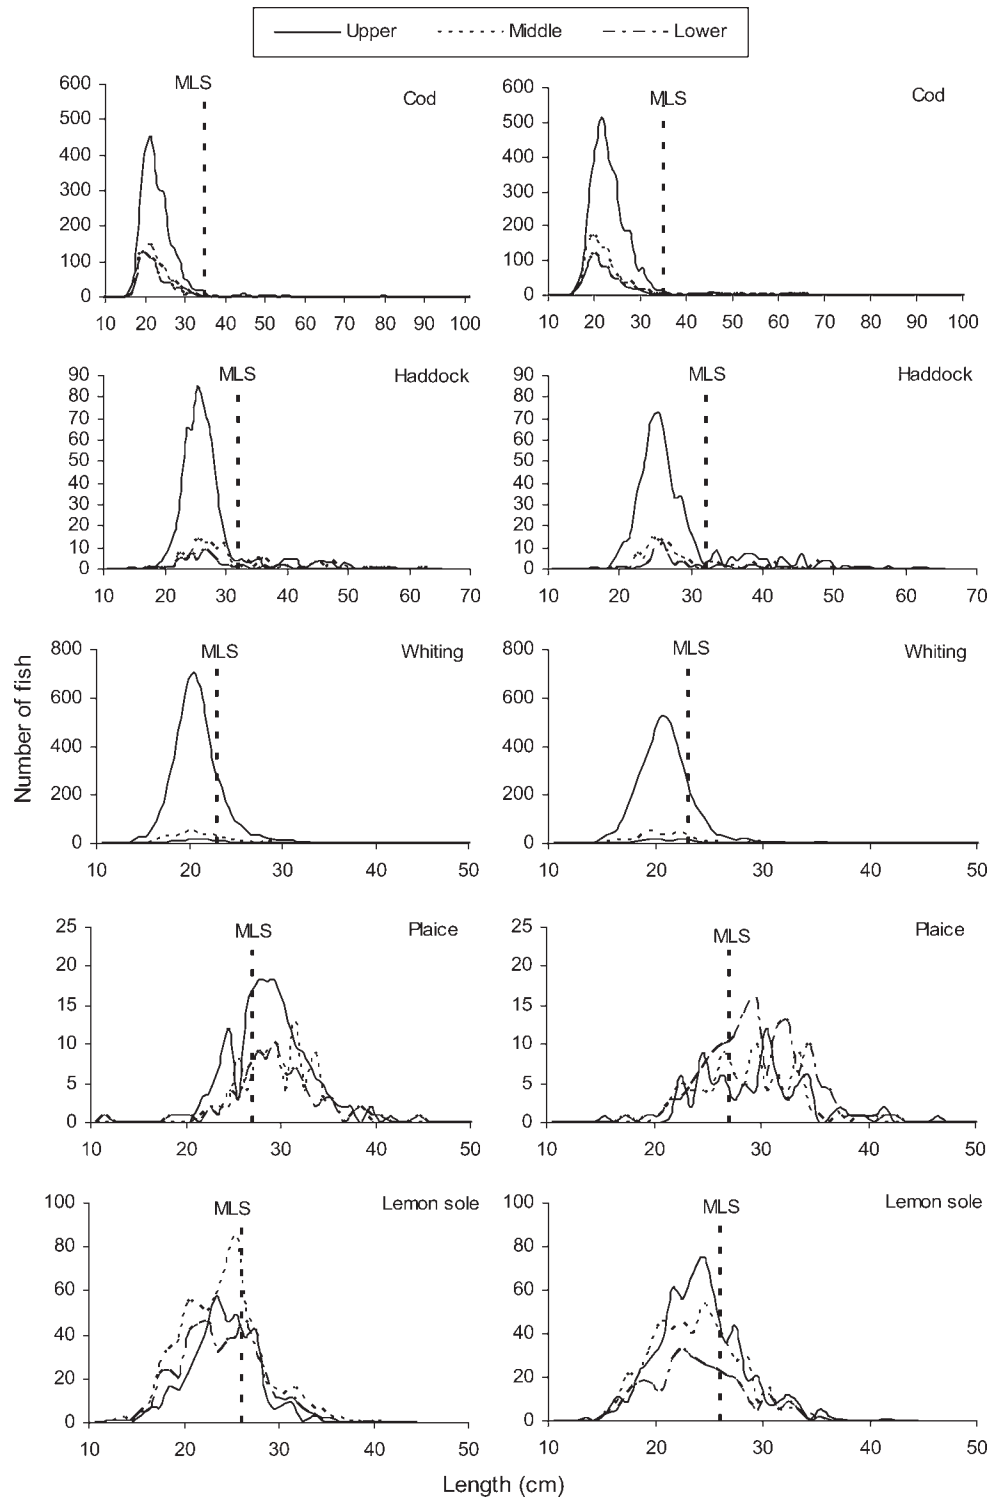 Upper Middle Lower
MLS
Cod
600
500
400
300
200
100
0
10 20 30 40 50 60 70 80 90 100
MLS
Cod
600
500
400
300
200
100
0
10 20 30 40 50 60 70 80 90 100
MLS
Haddock
90
80
70
60
50
40
30
20
10
0
10 20 30 40 50 60 70
MLS
Haddock
90
80
70
60
50
40
30
20
10
0
10 20 30 40 50 60 70
Number of fish
MLS
Whiting
800
600
400
200
0
10 20 30 40 50
MLS
Whiting
800
600
400
200
0
10 20 30 40 50
MLS
Plaice
25
20
15
10
5
0
10 20 30 40 50
MLS
Plaice
25
20
15
10
5
0
10 20 30 40 50
MLS
Lemon sole
100
80
60
40
20
0
10 20 30 40 50
MLS
Lemon sole
100
80
60
40
20
0
10 20 30 40 50
Length (cm)